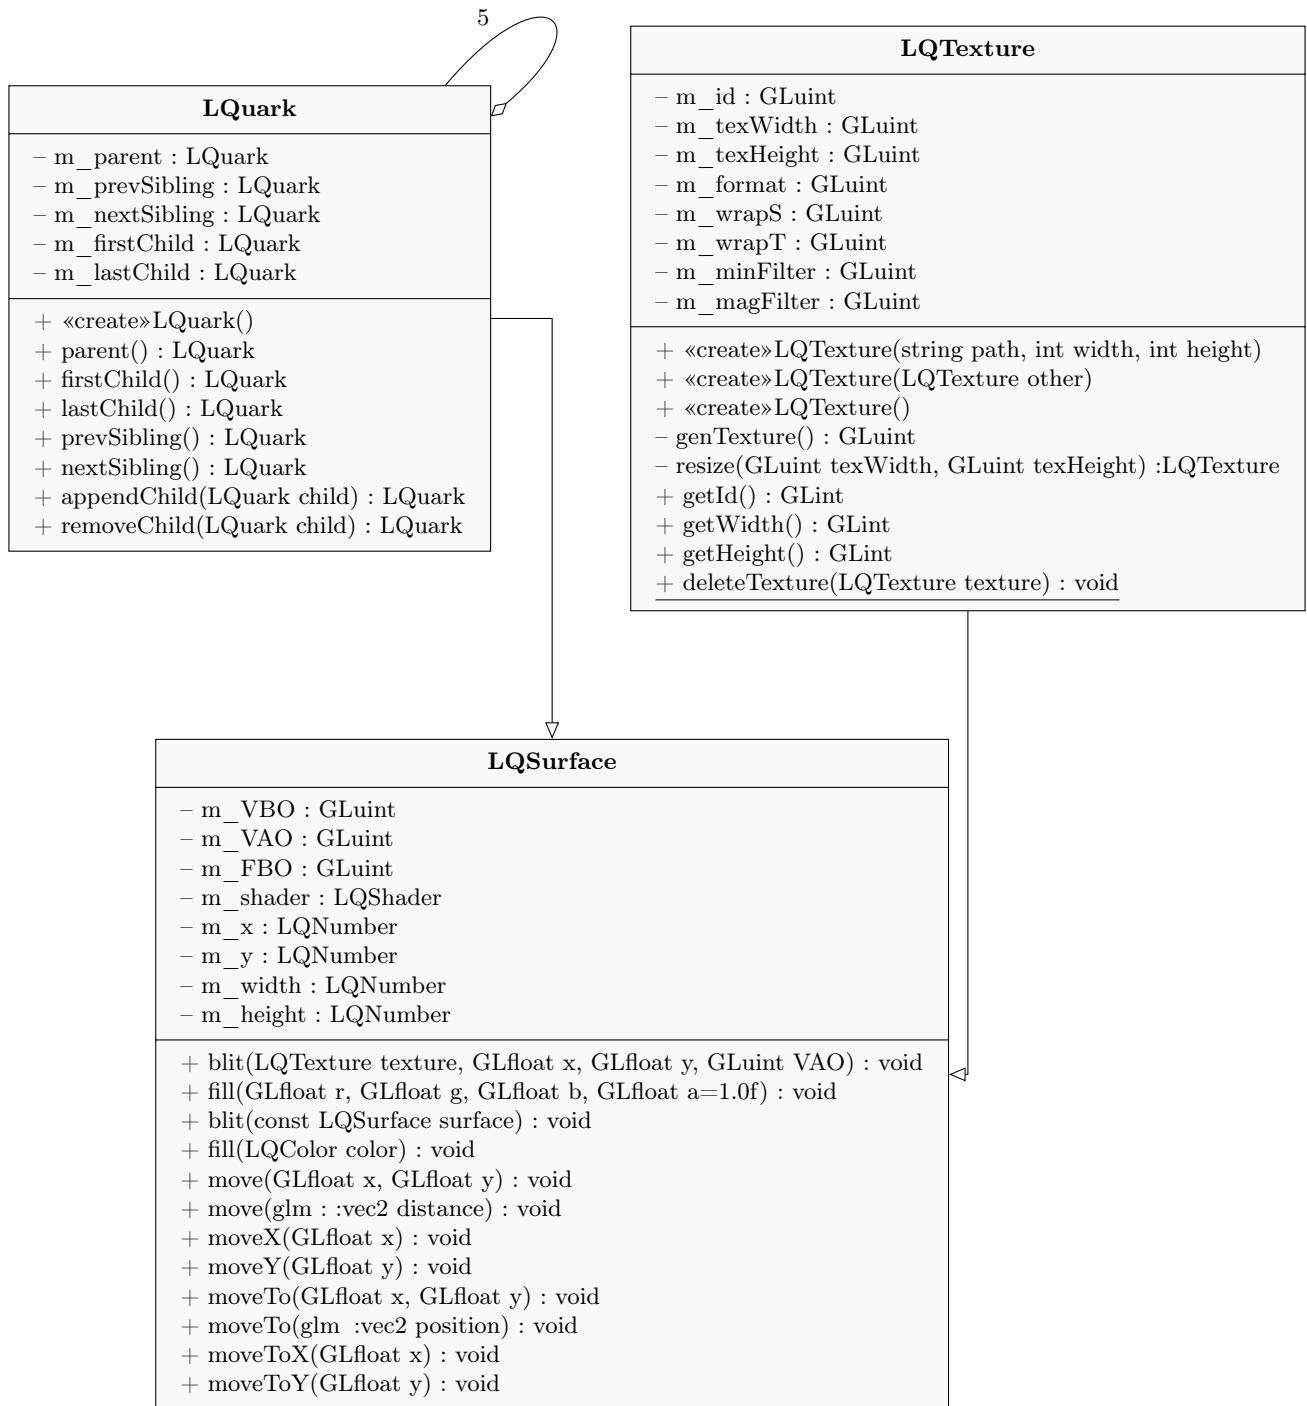 5
LQuark
– m_parent : LQuark
– m_prevSibling : LQuark
– m_nextSibling : LQuark
– m_firstChild : LQuark
– m_lastChild : LQuark
+ «create»LQuark()
+ parent() : LQuark
+ firstChild() : LQuark
+ lastChild() : LQuark
+ prevSibling() : LQuark
+ nextSibling() : LQuark
+ appendChild(LQuark child) : LQuark
+ removeChild(LQuark child) : LQuark
LQTexture
– m_id : GLuint
– m_texWidth : GLuint
– m_texHeight : GLuint
– m_format : GLuint
– m_wrapS : GLuint
– m_wrapT : GLuint
– m_minFilter : GLuint
– m_magFilter : GLuint
+ «create»LQTexture(string path, int width, int height)
+ «create»LQTexture(LQTexture other)
+ «create»LQTexture()
– genTexture() : GLuint
– resize(GLuint texWidth, GLuint texHeight) :LQTexture
+ getId() : GLint
+ getWidth() : GLint
+ getHeight() : GLint
+ deleteTexture(LQTexture texture) : void
LQSurface
– m_VBO : GLuint
– m_VAO : GLuint
– m_FBO : GLuint
– m_shader : LQShader
– m_x : LQNumber
– m_y : LQNumber
– m_width : LQNumber
– m_height : LQNumber
+ blit(LQTexture texture, GLfloat x, GLfloat y, GLuint VAO) : void
+ fill(GLfloat r, GLfloat g, GLfloat b, GLfloat a=1.0f) : void
+ blit(const LQSurface surface) : void
+ fill(LQColor color) : void
+ move(GLfloat x, GLfloat y) : void
+ move(glm : :vec2 distance) : void
+ moveX(GLfloat x) : void
+ moveY(GLfloat y) : void
+ moveTo(GLfloat x, GLfloat y) : void
+ moveTo(glm :vec2 position) : void
+ moveToX(GLfloat x) : void
+ moveToY(GLfloat y) : void